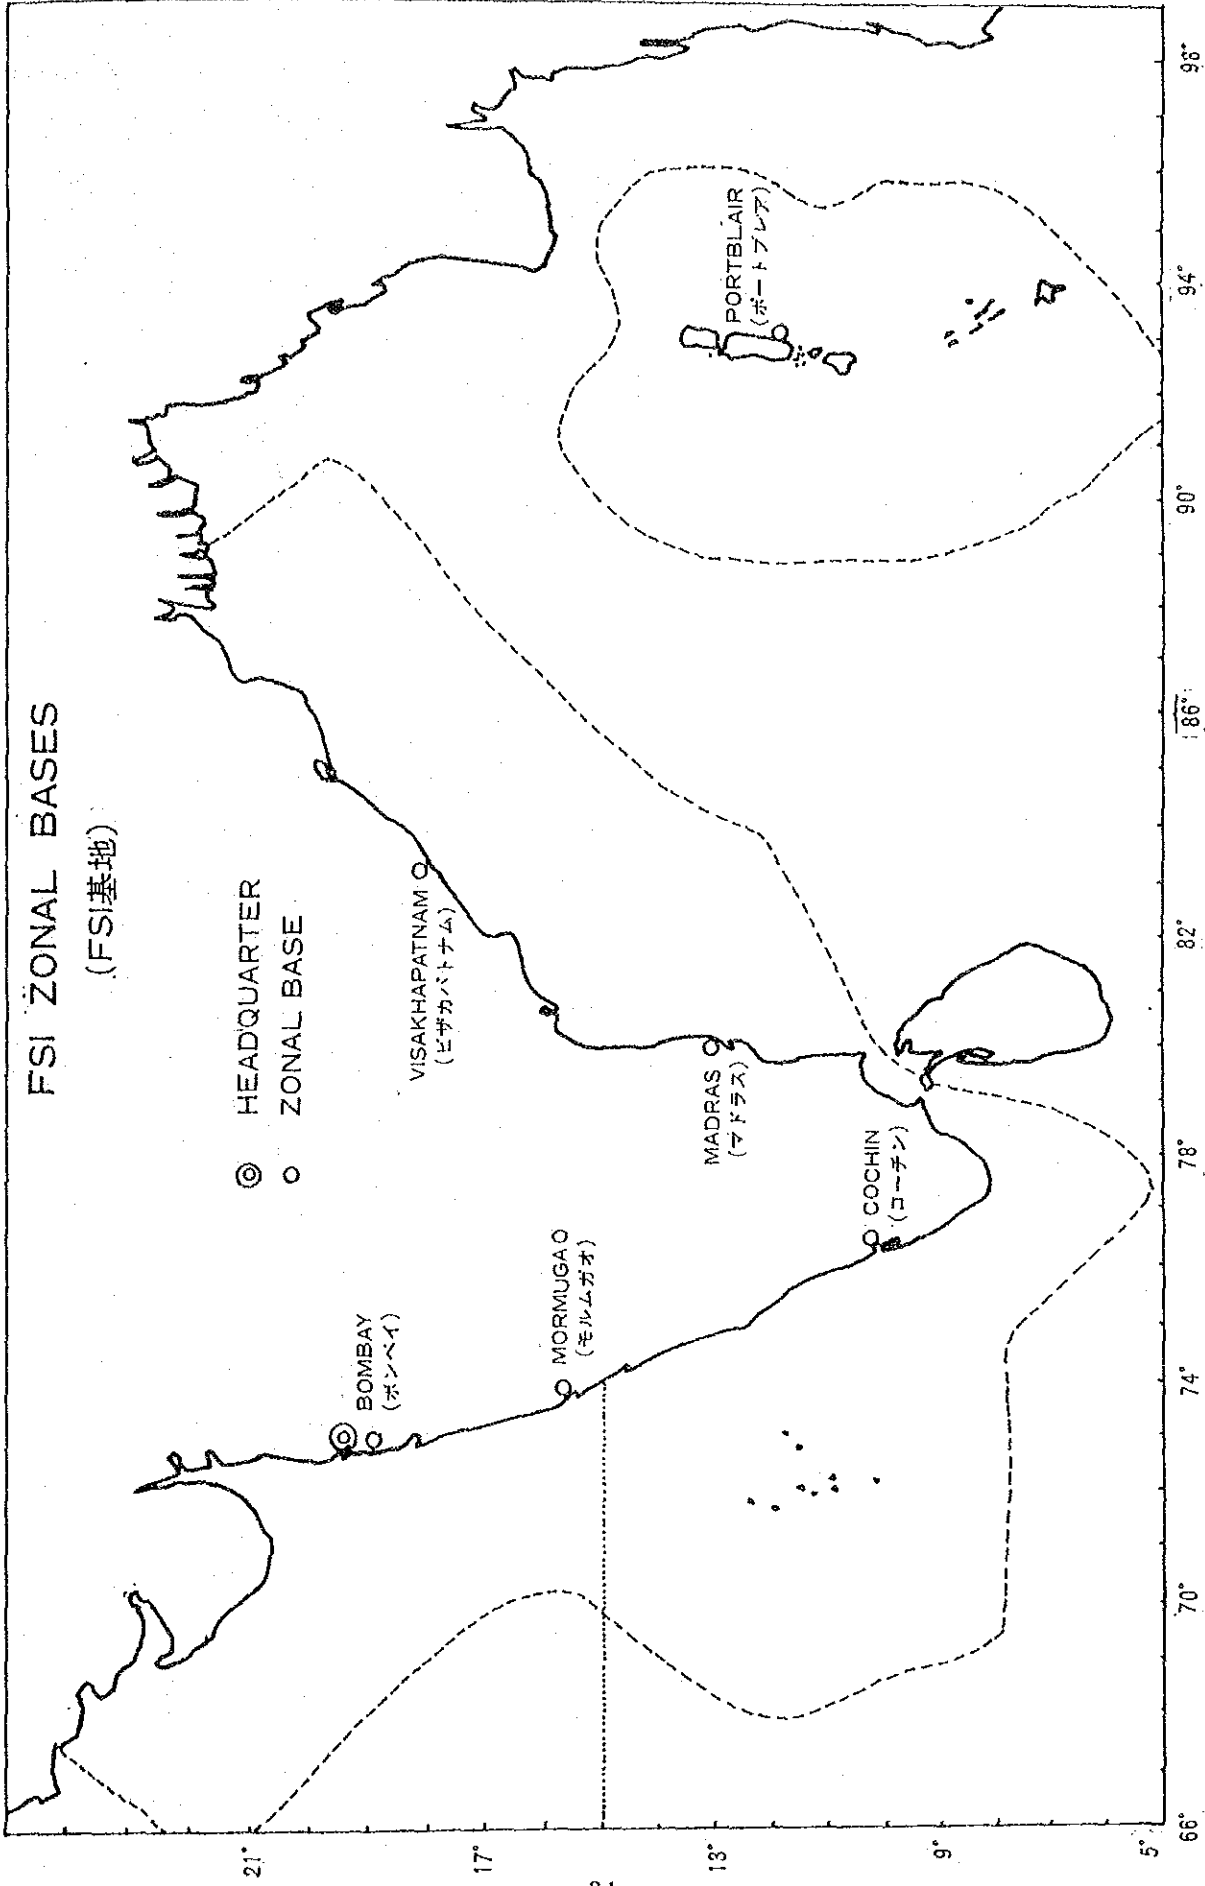 FSI ZONAL BASES
(FSI基地)
HEADQUARTER
ZONAL BASE
BOMBAY
(ボンベイ)
MORMUGAO
(モルムガオ)
VISAKHAPATNAM
(ビザカパトナム)
MADRAS
(マドラス)
COCHIN
(コーチン)
PORTBLAIR
(ポートブレア)
21°
17°
13°
9°
5°
66°
70°
74°
78°
82°
86°
90°
94°
98°